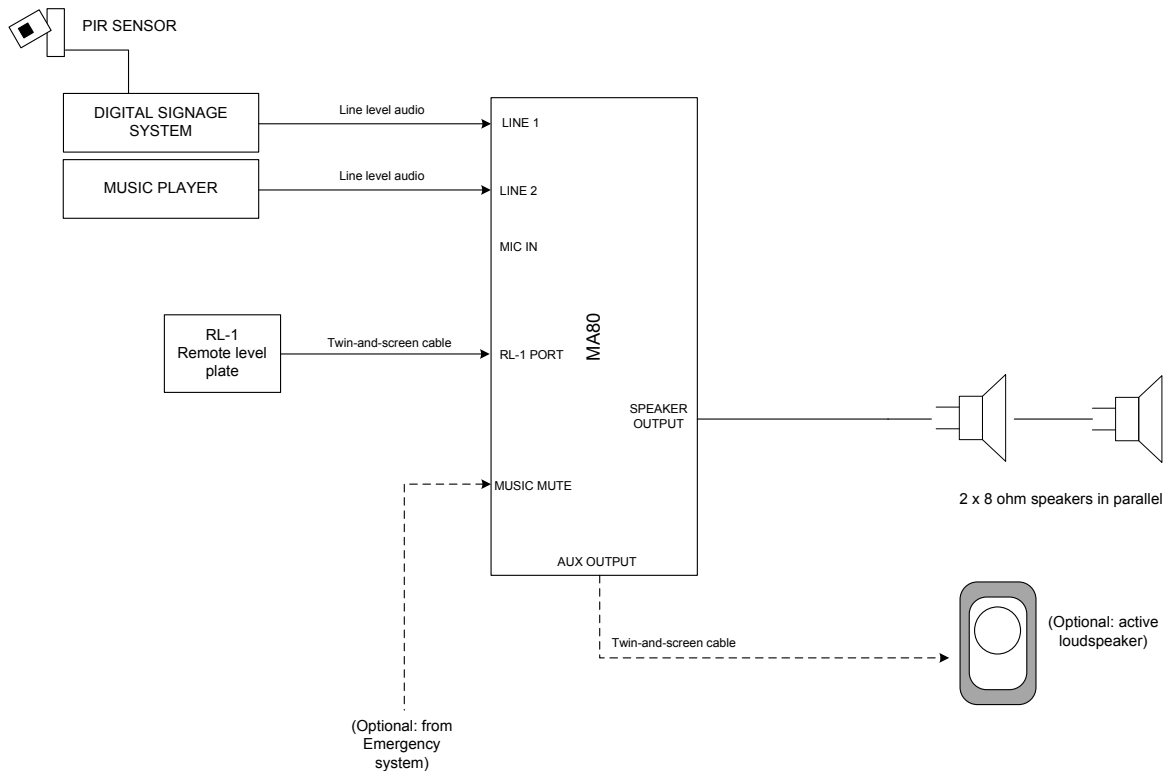 PIR SENSOR
DIGITAL SIGNAGE
SYSTEM
Line level audio
LINE 1
MUSIC PLAYER
Line level audio
LINE 2
MIC IN
RL-1
Remote level
plate
Twin-and-screen cable
RL-1 PORT
MA80
SPEAKER
OUTPUT
MUSIC MUTE
2 x 8 ohm speakers in parallel
AUX OUTPUT
Twin-and-screen cable
(Optional: active
loudspeaker)
(Optional: from
Emergency
system)